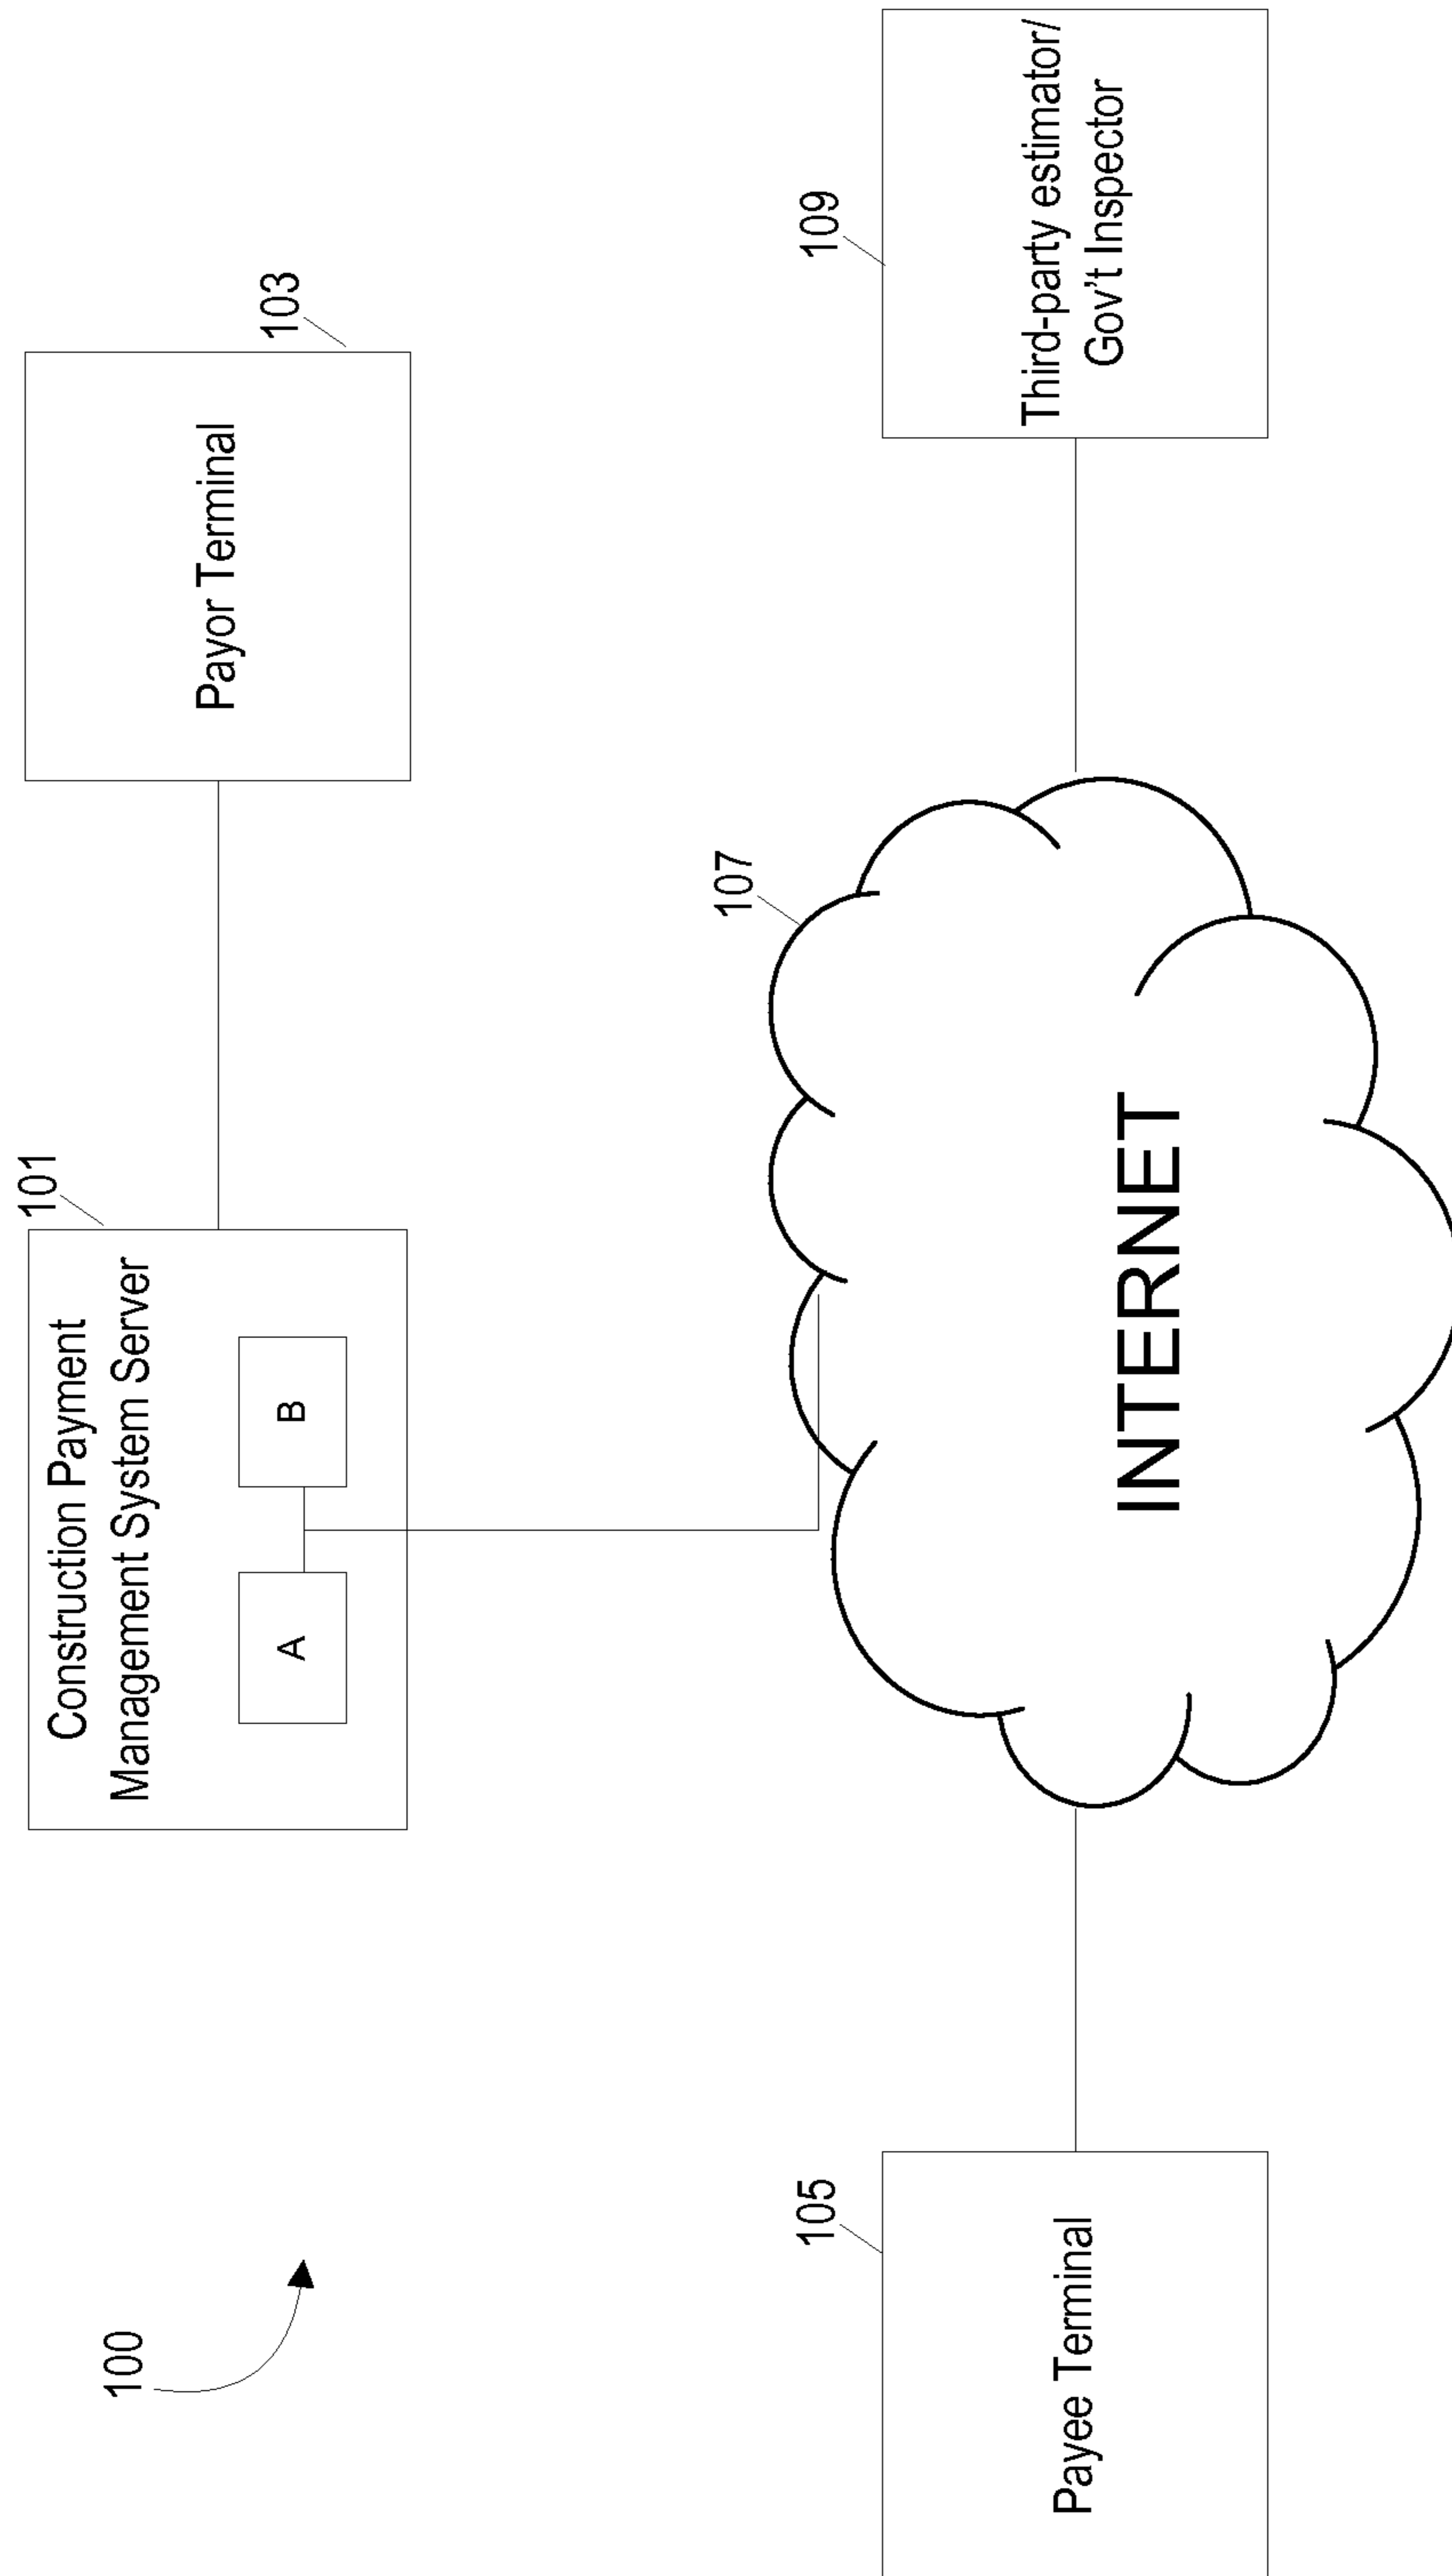 100
101
Construction Payment
Management System Server
A
B
103
Payor Terminal
105
Payee Terminal
107
INTERNET
109
Third-party estimator/
Gov't Inspector